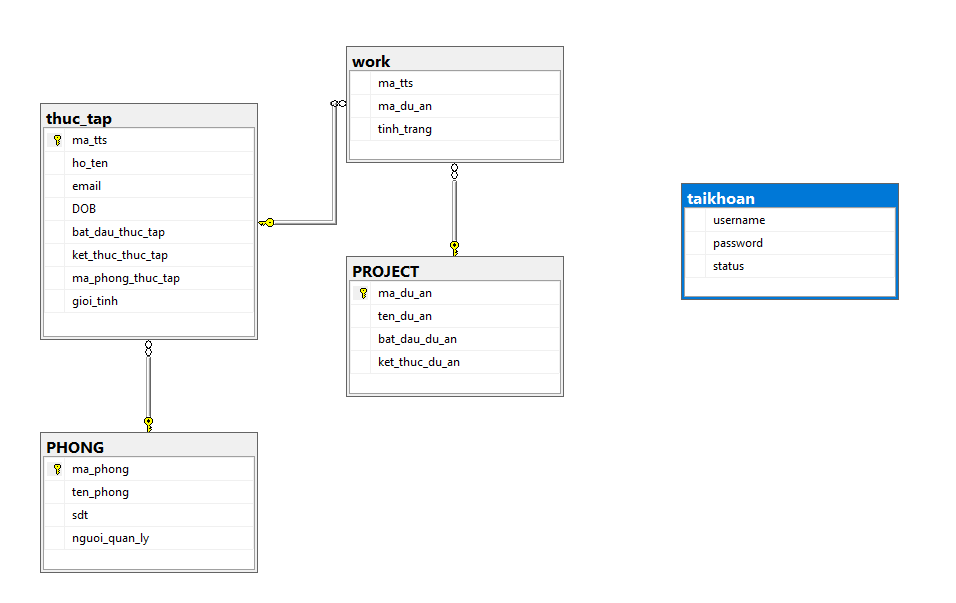 thuc_tap
ma_tts
ho_ten
email
DOB
bat_dau_thuc_tap
ket_thuc_thuc_tap
ma_phong_thuc_tap
gioi_tinh
work
ma_tts
ma_du_an
tinh_trang
PROJECT
ma_du_an
ten_du_an
bat_dau_du_an
ket_thuc_du_an
taikhoan
username
password
status
PHONG
ma_phong
ten_phong
sdt
nguoi_quan_ly